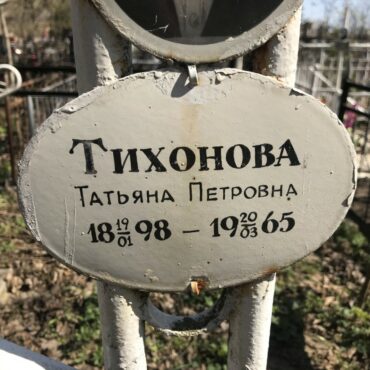 ТИХОНОВА
ТАТЬЯНА ПЕТРОВНА
18 19/01 98 – 19 20/03 65